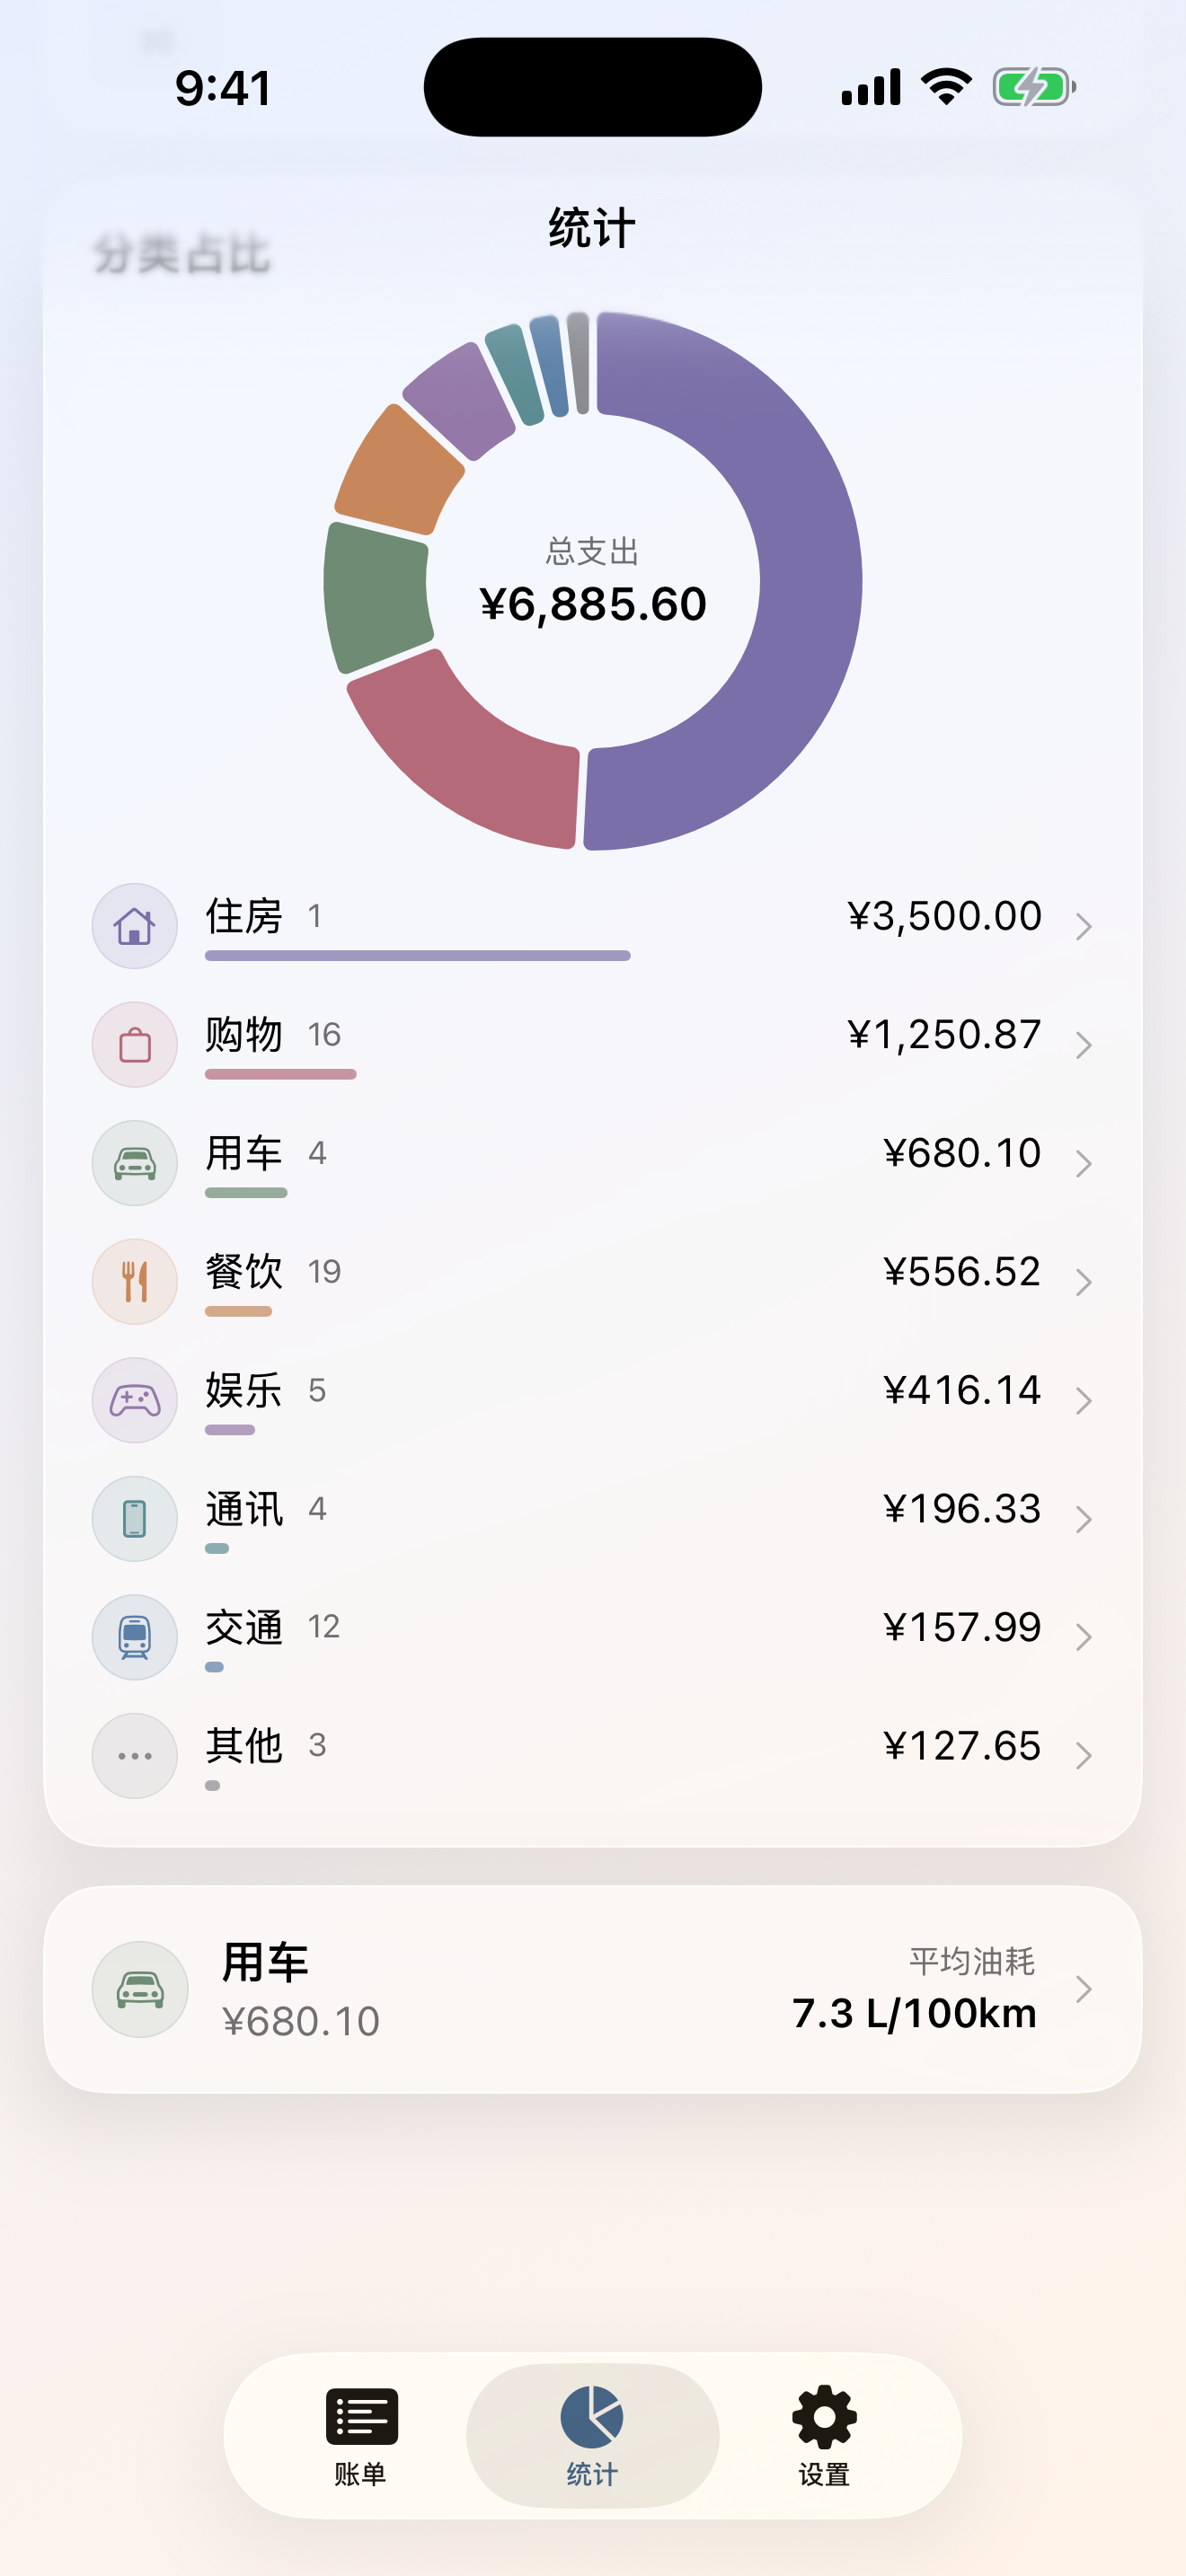 9:41
统计
分类占比
总支出
¥6,885.60
住房 1 ¥3,500.00
购物 16 ¥1,250.87
用车 4 ¥680.10
餐饮 19 ¥556.52
娱乐 5 ¥416.14
通讯 4 ¥196.33
交通 12 ¥157.99
其他 3 ¥127.65
用车
¥680.10
平均油耗
7.3 L/100km
账单
统计
设置